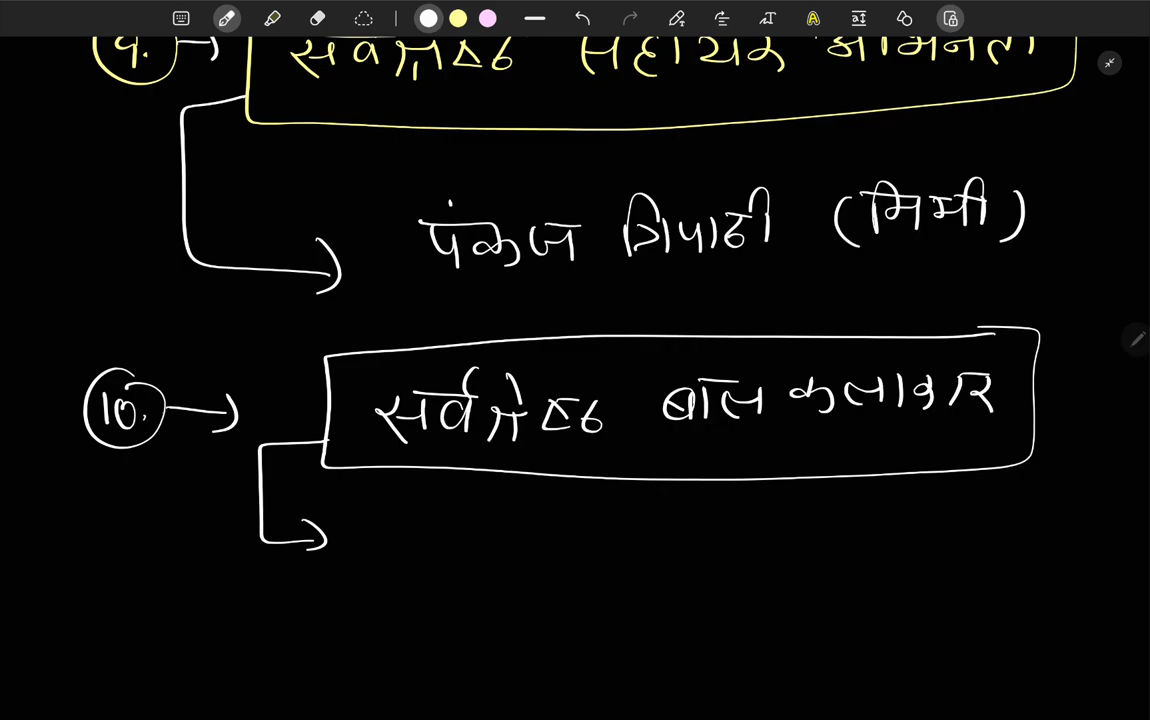 9. सर्वश्रेष्ठ सहायक अभिनेता
पंकज त्रिपाठी (मिमी)
10. सर्वश्रेष्ठ बाल कलाकार